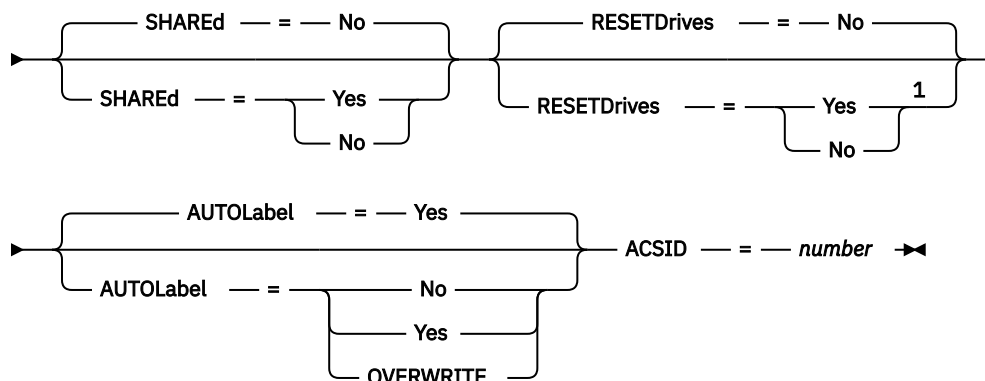 SHAREd = No RESETDrives = No
SHAREd = Yes RESETDrives = Yes 1
No No
AUTOLabel = Yes
ACSID = number
AUTOLabel = No
Yes
OVERWRITE